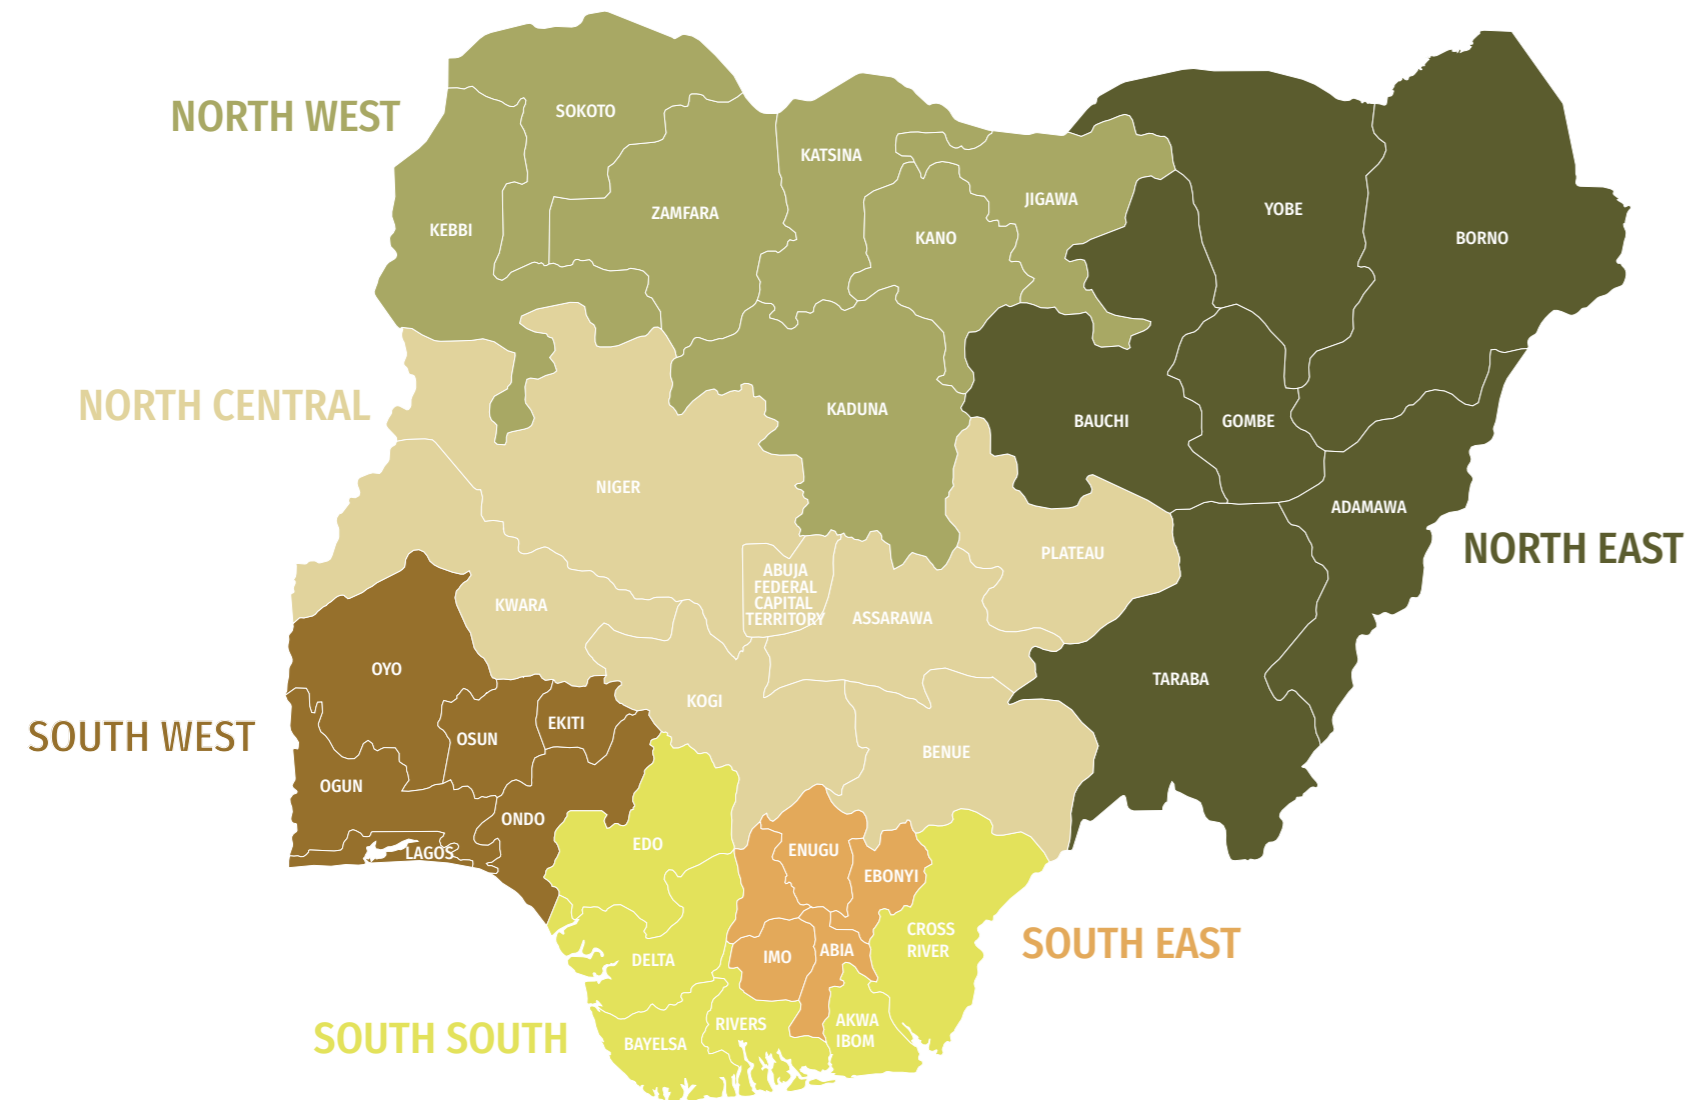 NORTH WEST
SOKOTO
KATSINA
JIGAWA
ZAMFARA
KEBBI
KANO
YOBE
BORNO
NORTH CENTRAL
KADUNA
BAUCHI
GOMBE
NIGER
ADAMAWA
NORTH EAST
PLATEAU
ABUJA
FEDERAL
CAPITAL
TERRITORY
KWARA
ASSARAWA
OYO
TARABA
KOGI
SOUTH WEST
OSUN
EKITI
BENUE
OGUN
ONDO
LAGOS
EDO
ENUGU
EBONYI
CROSS
RIVER
SOUTH EAST
DELTA
IMO
ABIA
SOUTH SOUTH
BAYELSA
RIVERS
AKWA
IBOM